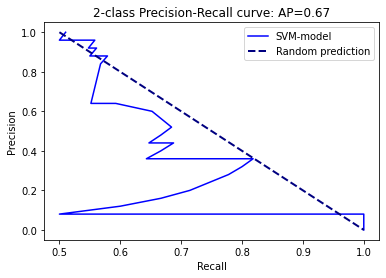 2-class Precision-Recall curve: AP=0.67
SVM-model
Random prediction
Precision
1.0
0.8
0.6
0.4
0.2
0.0
0.5 0.6 0.7 0.8 0.9 1.0
Recall